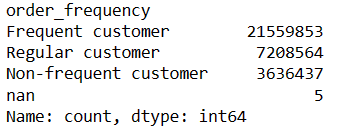 order_frequency
Frequent customer 21559853
Regular customer 7208564
Non-frequent customer 3636437
nan 5
Name: count, dtype: int64